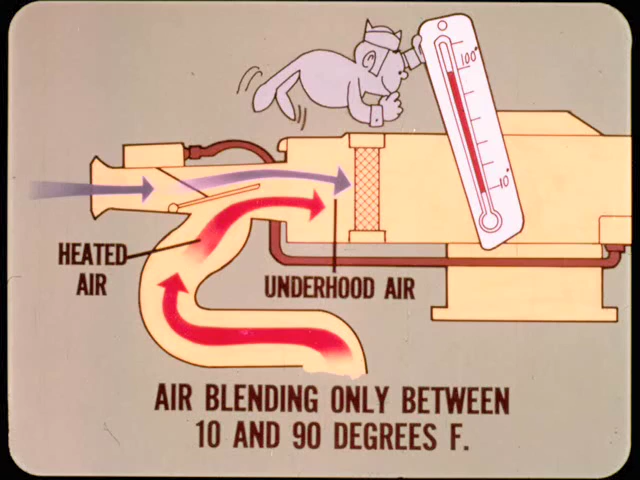 100°
10°
HEATED
AIR
UNDERHOOD AIR
AIR BLENDING ONLY BETWEEN
10 AND 90 DEGREES F.